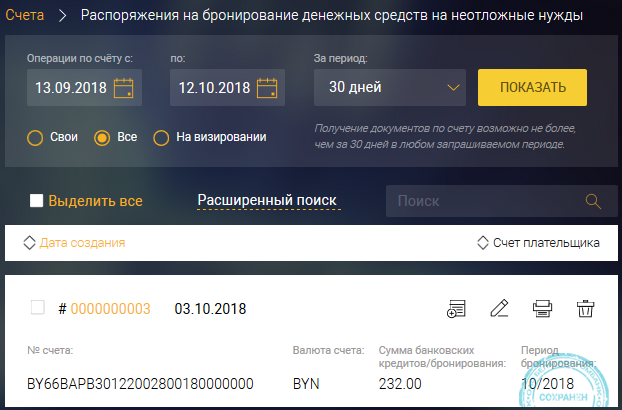 Счета > Распоряжения на бронирование денежных средств на неотложные нужды
Операции по счёту с: по: За период:
13.09.2018 12.10.2018 30 дней ПОКАЗАТЬ
Свои Все На визировании
Получение документов по счету возможно не более,
чем за 30 дней в любом запрашиваемом периоде.
Выделить все Расширенный поиск Поиск
Дата создания Счет плательщика
# 0000000003 03.10.2018
№ счета: Валюта счета: Сумма банковских Период
кредитов/бронирования: бронирования:
BY66BAPB30122002800180000000 BYN 232.00 10/2018
СОХРАНЕН